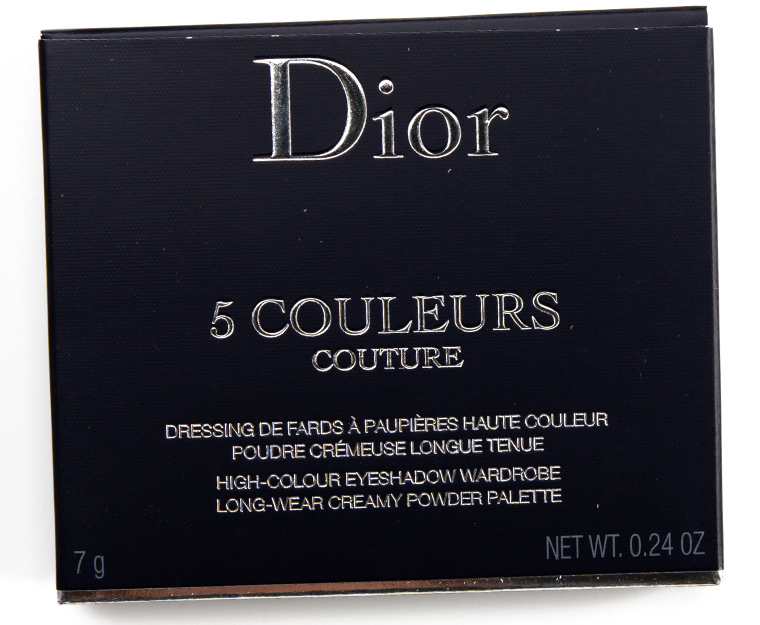 Dior
5 COULEURS
COUTURE
DRESSING DE FARDS À PAUPIÈRES HAUTE COULEUR
POUDRE CRÉMEUSE LONGUE TENUE
HIGH-COLOUR EYESHADOW WARDROBE
LONG-WEAR CREAMY POWDER PALETTE
7 g
NET WT. 0.24 OZ